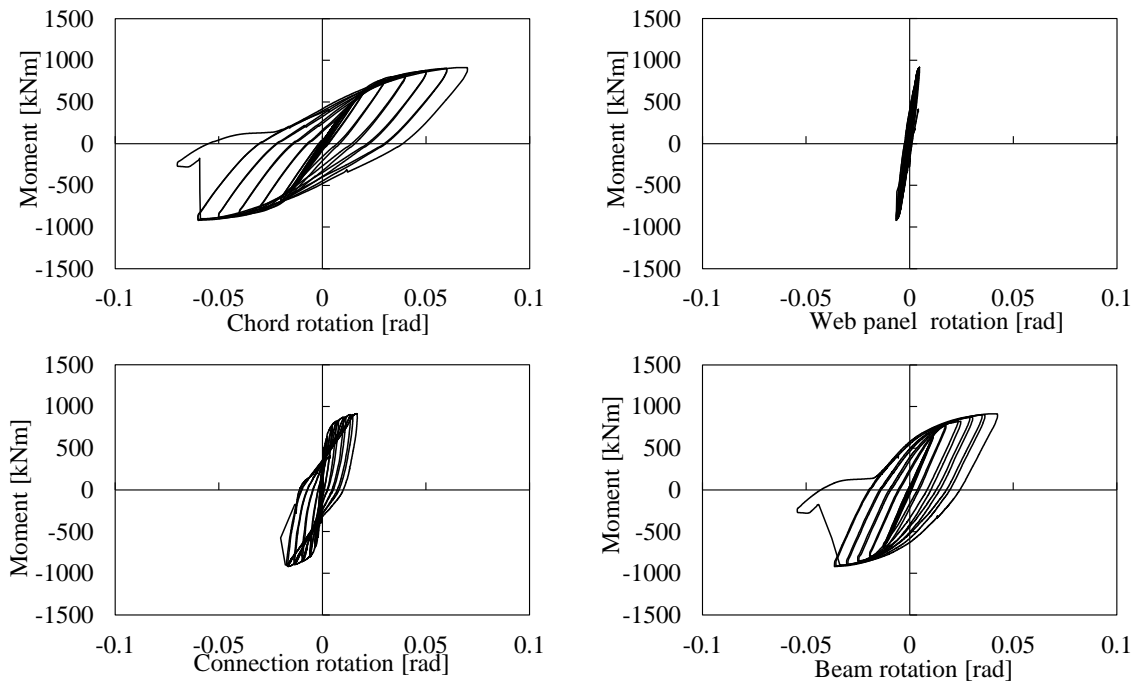 1500
1000
500
0
-500
-1000
-1500
Moment [kNm]
-0.1 -0.05 0 0.05 0.1
Chord rotation [rad]
1500
1000
500
0
-500
-1000
-1500
Moment [kNm]
-0.1 -0.05 0 0.05 0.1
Web panel  rotation [rad]
1500
1000
500
0
-500
-1000
-1500
Moment [kNm]
-0.1 -0.05 0 0.05 0.1
Connection rotation [rad]
1500
1000
500
0
-500
-1000
-1500
Moment [kNm]
-0.1 -0.05 0 0.05 0.1
Beam rotation [rad]